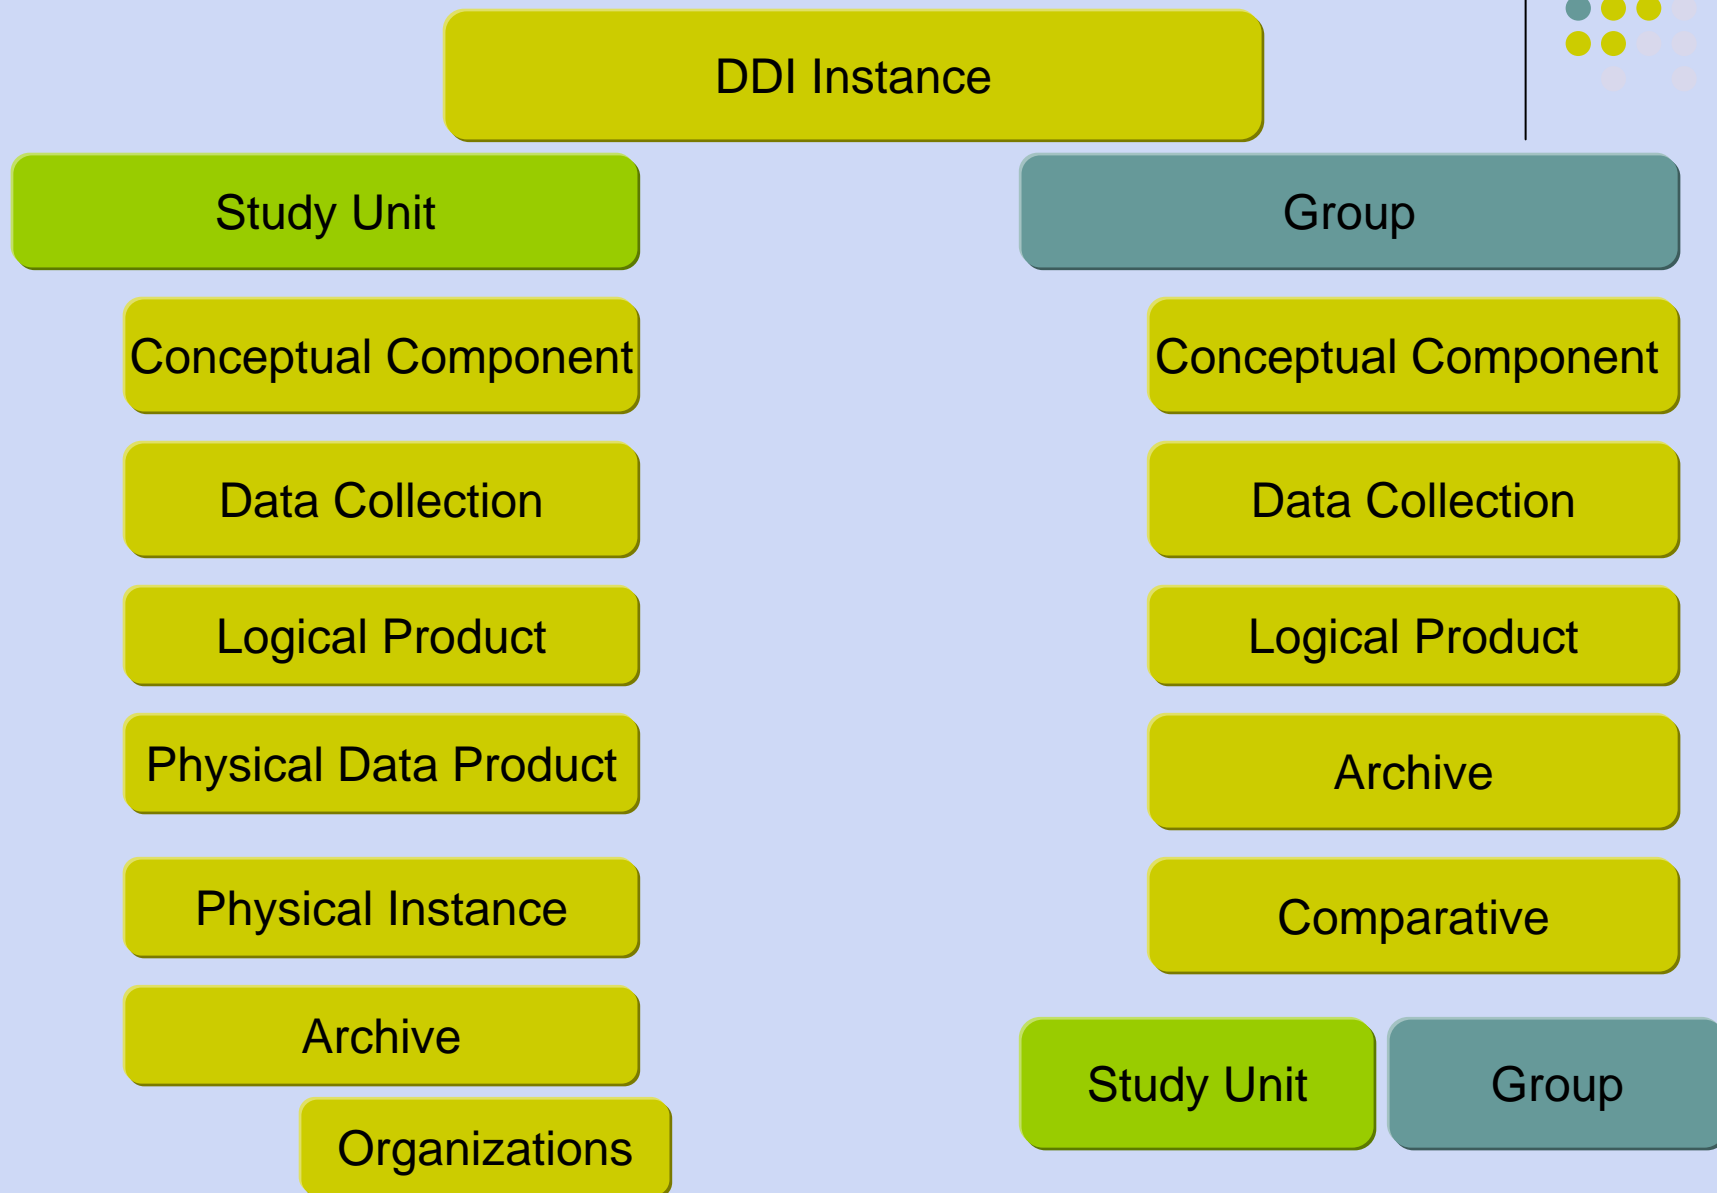 DDI Instance
Study Unit
Conceptual Component
Data Collection
Logical Product
Physical Data Product
Physical Instance
Archive
Organizations
Group
Conceptual Component
Data Collection
Logical Product
Archive
Comparative
Study Unit
Group